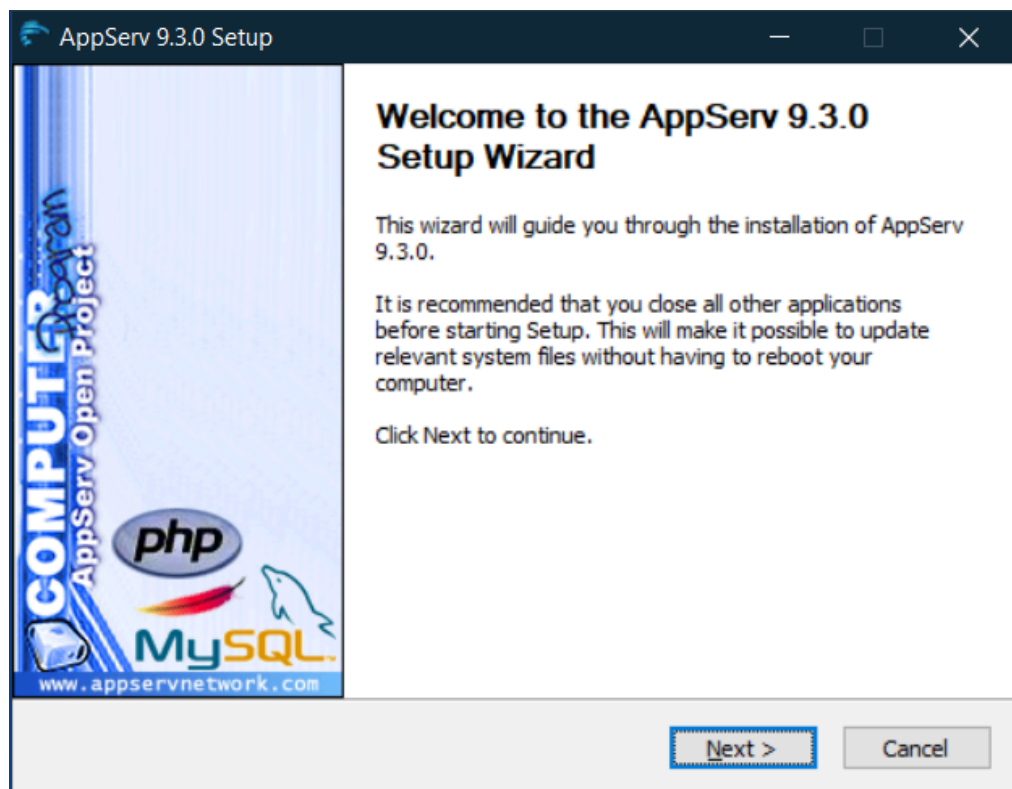 AppServ 9.3.0 Setup
Welcome to the AppServ 9.3.0
Setup Wizard
This wizard will guide you through the installation of AppServ
9.3.0.
It is recommended that you close all other applications
before starting Setup. This will make it possible to update
relevant system files without having to reboot your
computer.
Click Next to continue.
COMPUTER
Program
AppServ Open Project
php
MySQL
www.appservnetwork.com
Next >
Cancel